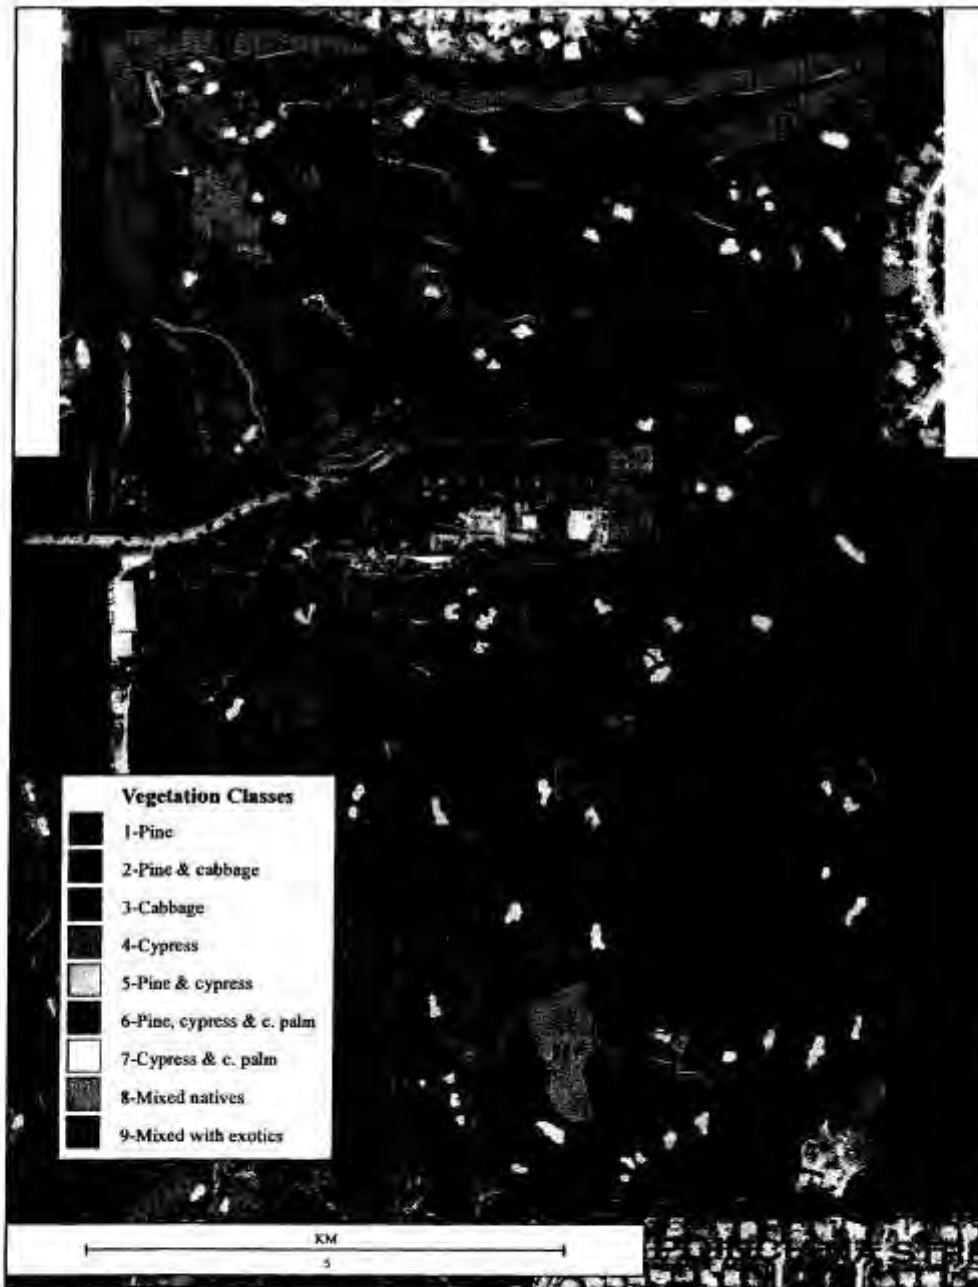 Vegetation Classes
1-Pine
2-Pine & cabbage
3-Cabbage
4-Cypress
5-Pine & cypress
6-Pine, cypress & c. palm
7-Cypress & c. palm
8-Mixed natives
9-Mixed with exotics
KM
5